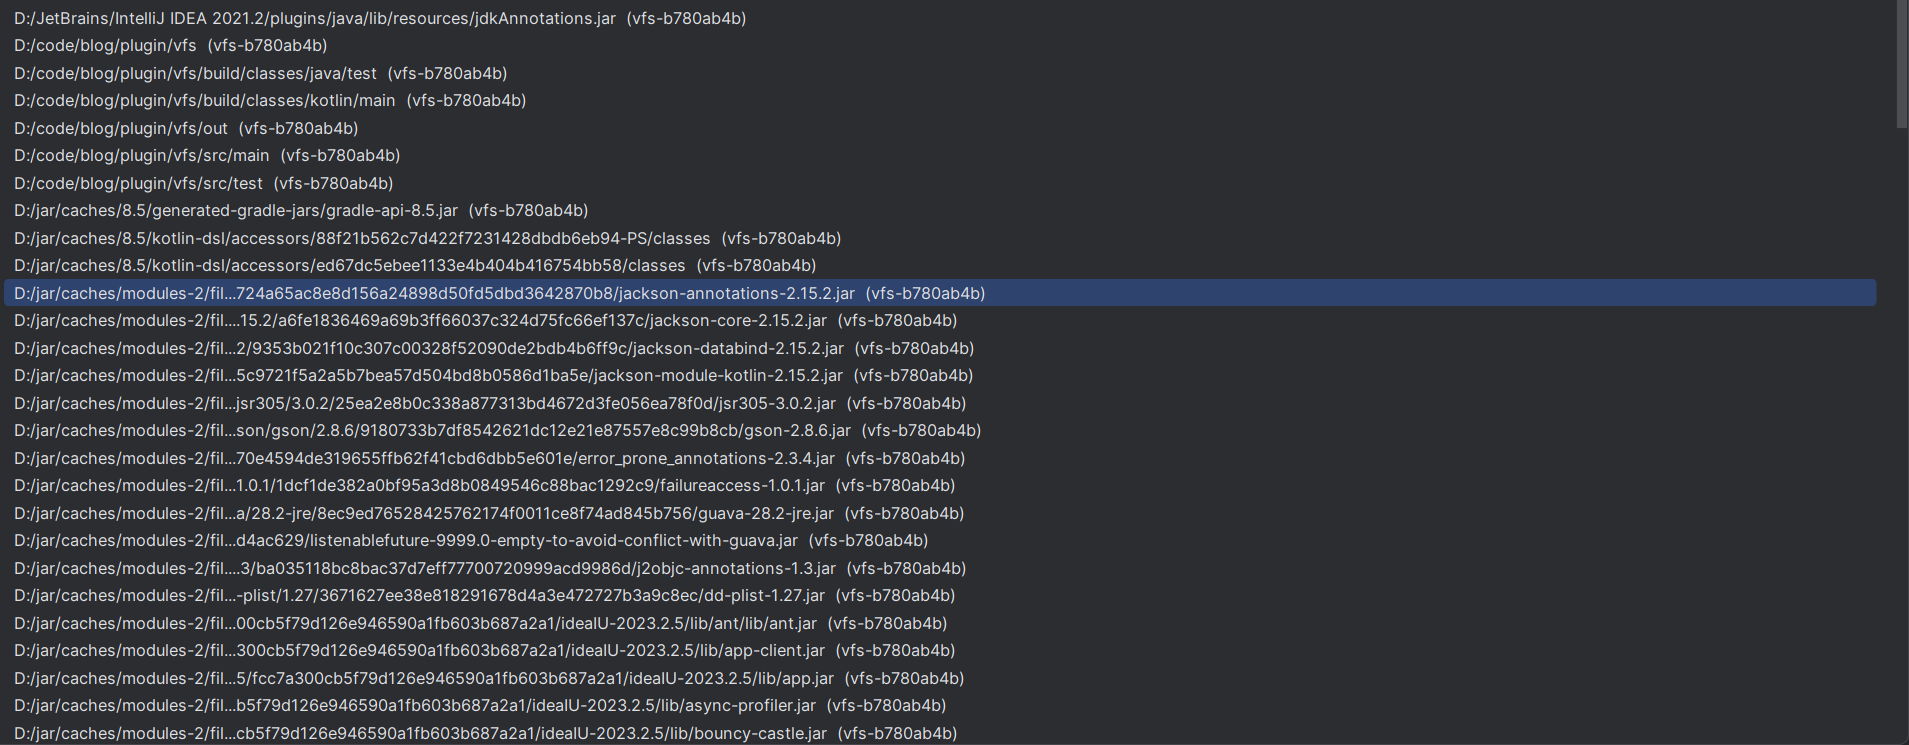 D:/JetBrains/IntelliJ IDEA 2021.2/plugins/java/lib/resources/jdkAnnotations.jar (vfs-b780ab4b)
D:/code/blog/plugin/vfs (vfs-b780ab4b)
D:/code/blog/plugin/vfs/build/classes/java/test (vfs-b780ab4b)
D:/code/blog/plugin/vfs/build/classes/kotlin/main (vfs-b780ab4b)
D:/code/blog/plugin/vfs/out (vfs-b780ab4b)
D:/code/blog/plugin/vfs/src/main (vfs-b780ab4b)
D:/code/blog/plugin/vfs/src/test (vfs-b780ab4b)
D:/jar/caches/8.5/generated-gradle-jars/gradle-api-8.5.jar (vfs-b780ab4b)
D:/jar/caches/8.5/kotlin-dsl/accessors/88f21b562c7d422f7231428dbdb6eb94-PS/classes (vfs-b780ab4b)
D:/jar/caches/8.5/kotlin-dsl/accessors/ed67dc5ebee1133e4b404b416754bb58/classes (vfs-b780ab4b)
D:/jar/caches/modules-2/fil...724a65ac8e8d156a24898d50fd5dbd3642870b8/jackson-annotations-2.15.2.jar (vfs-b780ab4b)
D:/jar/caches/modules-2/fil....15.2/a6fe1836469a69b3ff66037c324d75fc66ef137c/jackson-core-2.15.2.jar (vfs-b780ab4b)
D:/jar/caches/modules-2/fil...2/9353b021f10c307c00328f52090de2bdb4b6ff9c/jackson-databind-2.15.2.jar (vfs-b780ab4b)
D:/jar/caches/modules-2/fil...5c9721f5a2a5b7bea57d504bd8b0586d1ba5e/jackson-module-kotlin-2.15.2.jar (vfs-b780ab4b)
D:/jar/caches/modules-2/fil...jsr305/3.0.2/25ea2e8b0c338a877313bd4672d3fe056ea78f0d/jsr305-3.0.2.jar (vfs-b780ab4b)
D:/jar/caches/modules-2/fil...son/gson/2.8.6/9180733b7df8542621dc12e21e87557e8c99b8cb/gson-2.8.6.jar (vfs-b780ab4b)
D:/jar/caches/modules-2/fil...70e4594de319655ffb62f41cbd6dbb5e601e/error_prone_annotations-2.3.4.jar (vfs-b780ab4b)
D:/jar/caches/modules-2/fil...1.0.1/1dcf1de382a0bf95a3d8b0849546c88bac1292c9/failureaccess-1.0.1.jar (vfs-b780ab4b)
D:/jar/caches/modules-2/fil...a/28.2-jre/8ec9ed76528425762174f0011ce8f74ad845b756/guava-28.2-jre.jar (vfs-b780ab4b)
D:/jar/caches/modules-2/fil...d4ac629/listenablefuture-9999.0-empty-to-avoid-conflict-with-guava.jar (vfs-b780ab4b)
D:/jar/caches/modules-2/fil....3/ba035118bc8bac37d7eff77700720999acd9986d/j2objc-annotations-1.3.jar (vfs-b780ab4b)
D:/jar/caches/modules-2/fil...-plist/1.27/3671627ee38e818291678d4a3e472727b3a9c8ec/dd-plist-1.27.jar (vfs-b780ab4b)
D:/jar/caches/modules-2/fil...00cb5f79d126e946590a1fb603b687a2a1/ideaIU-2023.2.5/lib/ant/lib/ant.jar (vfs-b780ab4b)
D:/jar/caches/modules-2/fil...300cb5f79d126e946590a1fb603b687a2a1/ideaIU-2023.2.5/lib/app-client.jar (vfs-b780ab4b)
D:/jar/caches/modules-2/fil...5/fcc7a300cb5f79d126e946590a1fb603b687a2a1/ideaIU-2023.2.5/lib/app.jar (vfs-b780ab4b)
D:/jar/caches/modules-2/fil...b5f79d126e946590a1fb603b687a2a1/ideaIU-2023.2.5/lib/async-profiler.jar (vfs-b780ab4b)
D:/jar/caches/modules-2/fil...cb5f79d126e946590a1fb603b687a2a1/ideaIU-2023.2.5/lib/bouncy-castle.jar (vfs-b780ab4b)